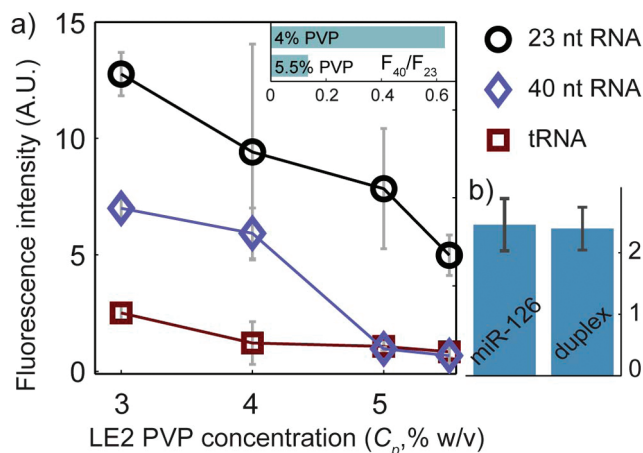 a)
Fluorescence intensity (A.U.)
15
10
5
0
3
4
5
LE2 PVP concentration (Cp,% w/v)
4% PVP
5.5% PVP
F40/F23
0
0.2
0.4
0.6
23 nt RNA
40 nt RNA
tRNA
b)
miR-126
duplex
2
1
0